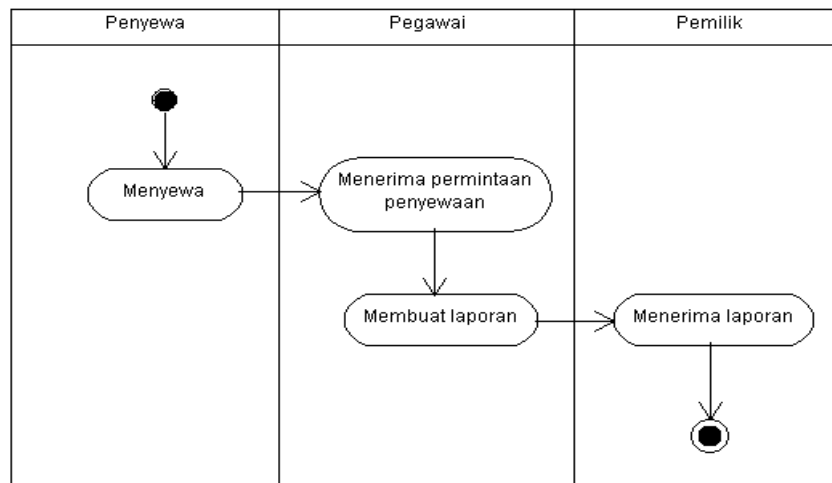 Penyewa
Pegawai
Pemilik
Menyewa
Menerima permintaan
penyewaan
Membuat laporan
Menerima laporan